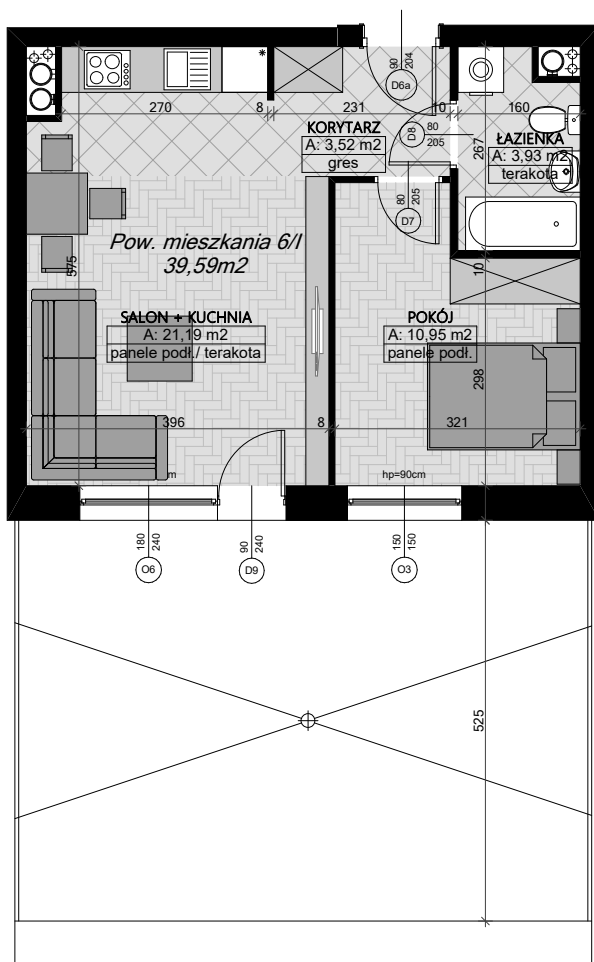 90
204
D6a
270
8
231
10
160
KORYTARZ
A: 3,52 m2
gres
D8
80
205
267
ŁAZIENKA
A: 3,93 m2
terakota
80
205
D7
Pow. mieszkania 6/I
39,59m2
575
10
SALON + KUCHNIA
A: 21,19 m2
panele podł./ terakota
POKÓJ
A: 10,95 m2
panele podł.
298
396
8
321
hp=90cm
180
240
O6
90
240
D9
150
150
O3
525